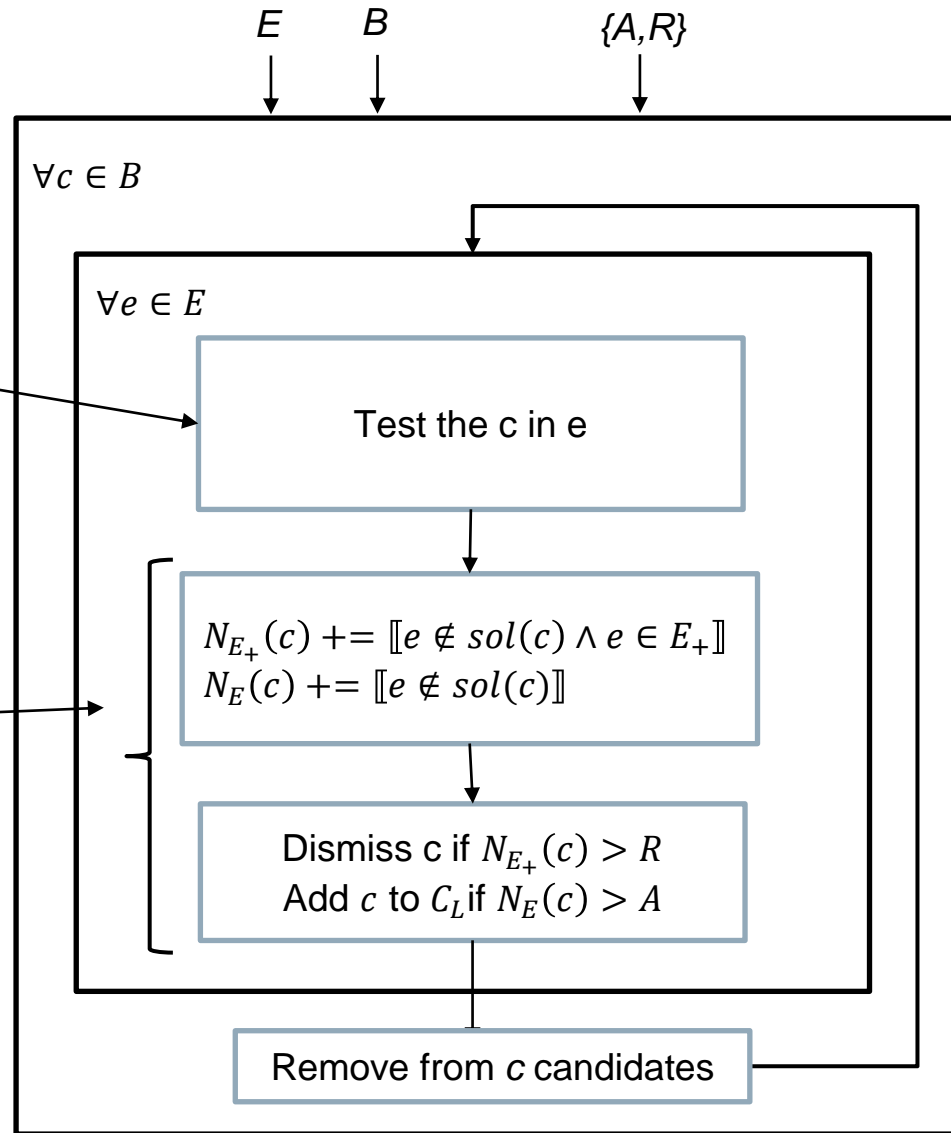 E B {A,R}
∀c ∈ B
∀e ∈ E
Test the c in e
N_{E₊}(c) += ⟦e ∉ sol(c) ∧ e ∈ E₊⟧
N_E(c) += ⟦e ∉ sol(c)⟧
Dismiss c if N_{E₊}(c) > R
Add c to C_L if N_E(c) > A
Remove from c candidates